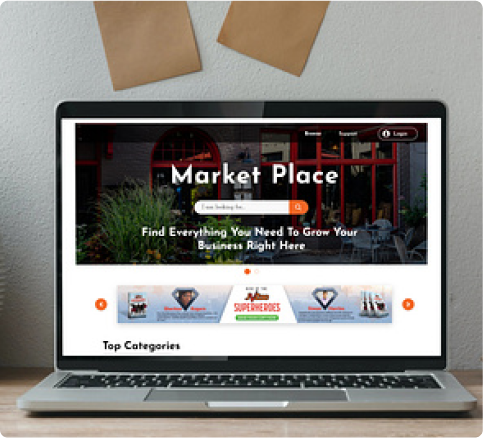 Browse Support Login
Market Place
I am looking for...
Find Everything You Need To Grow Your
Business Right Here
SUPERHEROES
Top Categories